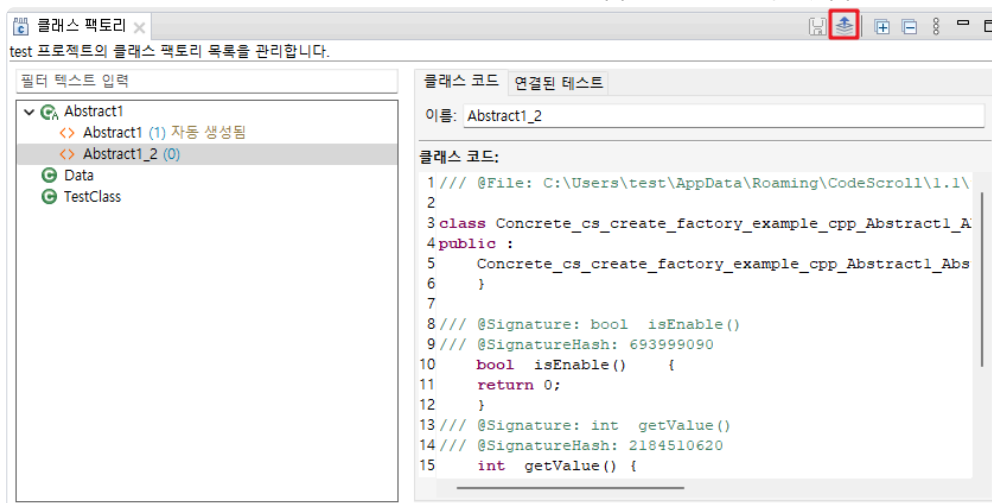 클래스 팩토리
test 프로젝트의 클래스 팩토리 목록을 관리합니다.
필터 텍스트 입력
Abstract1
<> Abstract1 (1) 자동 생성됨
<> Abstract1_2 (0)
Data
TestClass
클래스 코드 연결된 테스트
이름: Abstract1_2
클래스 코드:
1 /// @File: C:\Users\test\AppData\Roaming\CodeScroll\1.1\
2
3 class Concrete_cs_create_factory_example_cpp_Abstract1_A
4 public :
5 Concrete_cs_create_factory_example_cpp_Abstract1_Abs
6 }
7
8 /// @Signature: bool isEnable()
9 /// @SignatureHash: 693999090
10 bool isEnable() {
11 return 0;
12 }
13 /// @Signature: int getValue()
14 /// @SignatureHash: 2184510620
15 int getValue() {